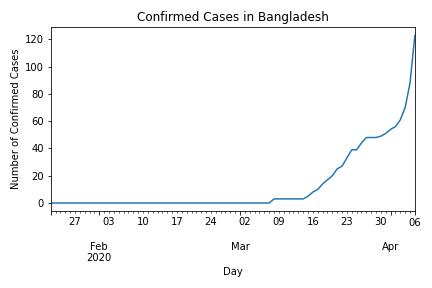 Confirmed Cases in Bangladesh
Number of Confirmed Cases
120
100
80
60
40
20
0
27 03 10 17 24 02 09 16 23 30 06
Feb Mar Apr
2020
Day